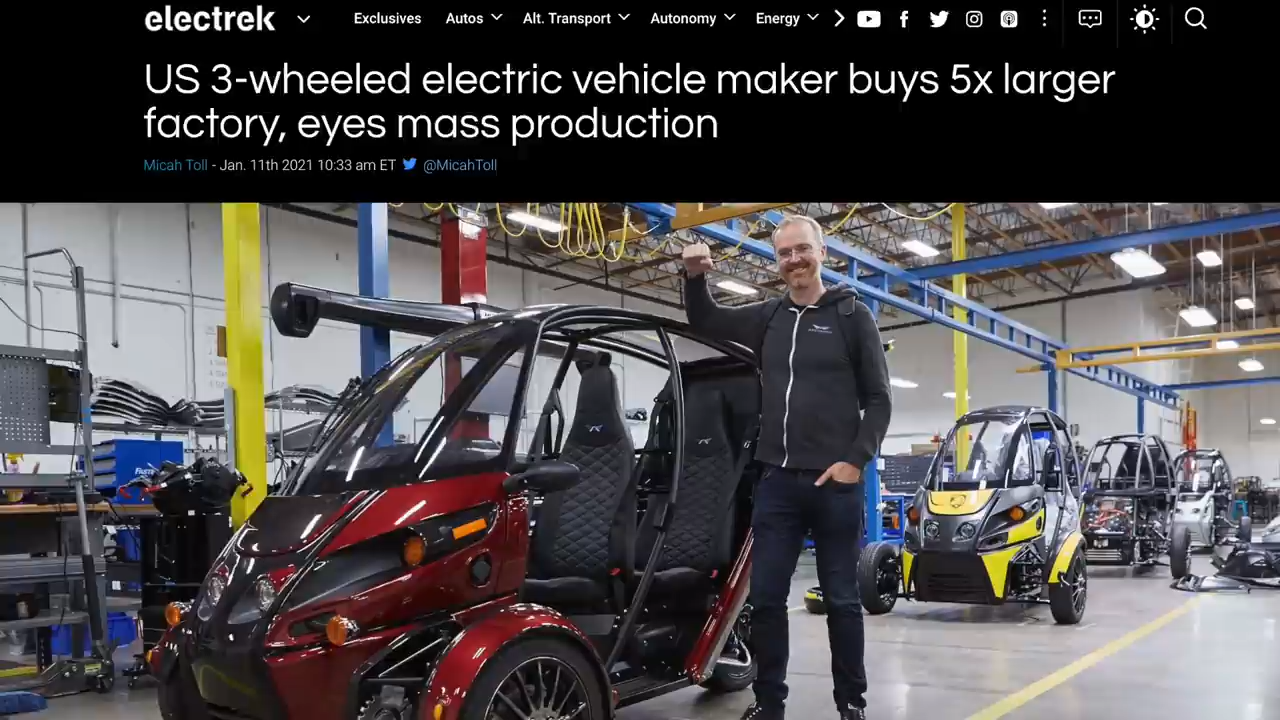 electrek
Exclusives Autos Alt. Transport Autonomy Energy
US 3-wheeled electric vehicle maker buys 5x larger
factory, eyes mass production
Micah Toll - Jan. 11th 2021 10:33 am ET @MicahToll